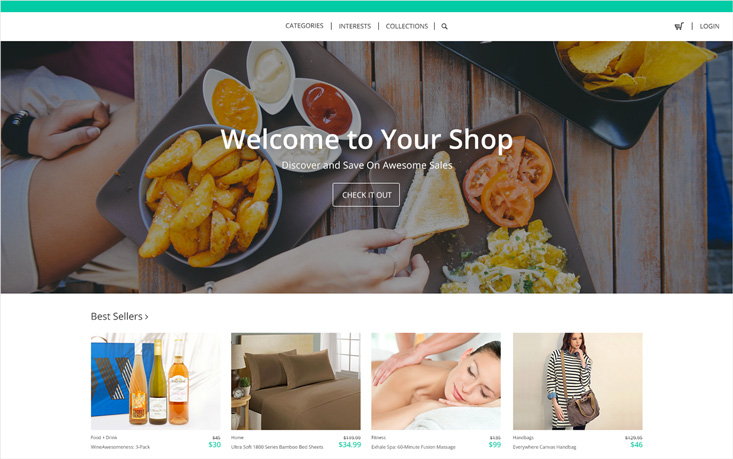 CATEGORIES | INTERESTS | COLLECTIONS |
| LOGIN
Welcome to Your Shop
Discover and Save On Awesome Sales
CHECK IT OUT
Best Sellers ›
Food + Drink $85
WineAwesomeness: 3-Pack $30
Home $119.99
Ultra Soft 1800 Series Bamboo Bed Sheets $34.99
Fitness $135
Exhale Spa: 60-Minute Fusion Massage $99
Handbags $129.95
Everywhere Canvas Handbag $46